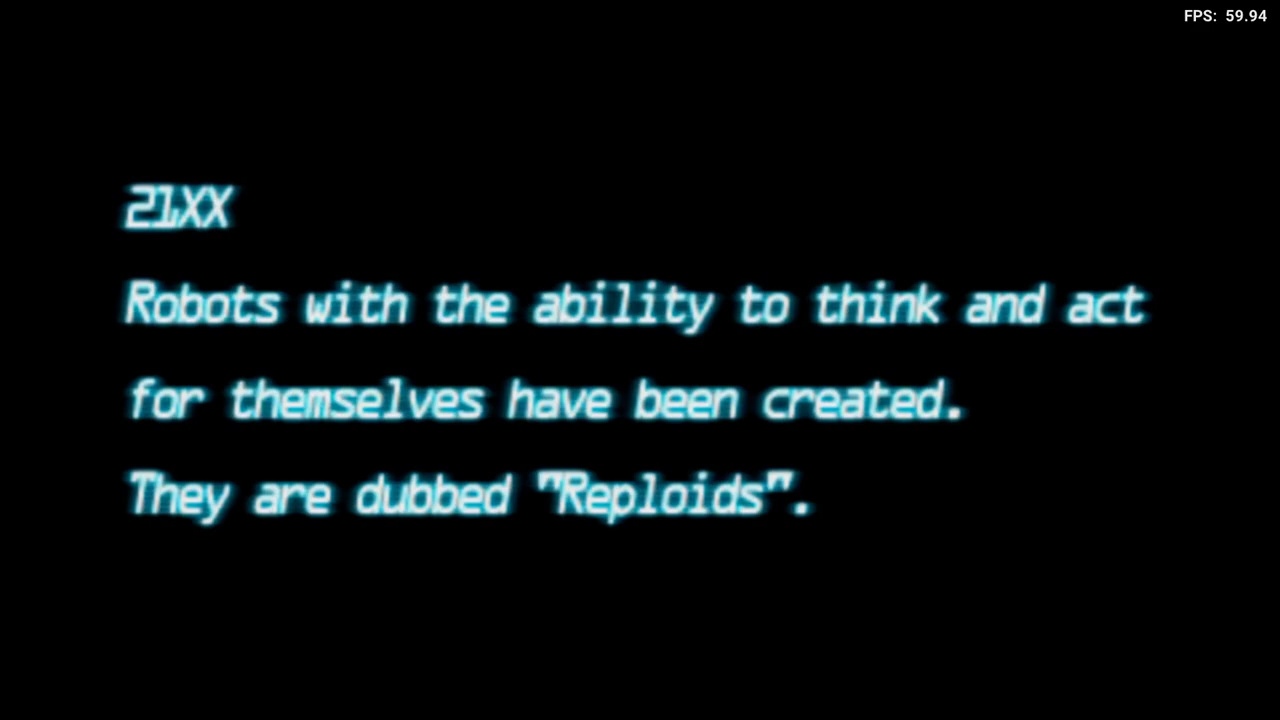 FPS: 59.94
21XX
Robots with the ability to think and act
for themselves have been created.
They are dubbed "Reploids".